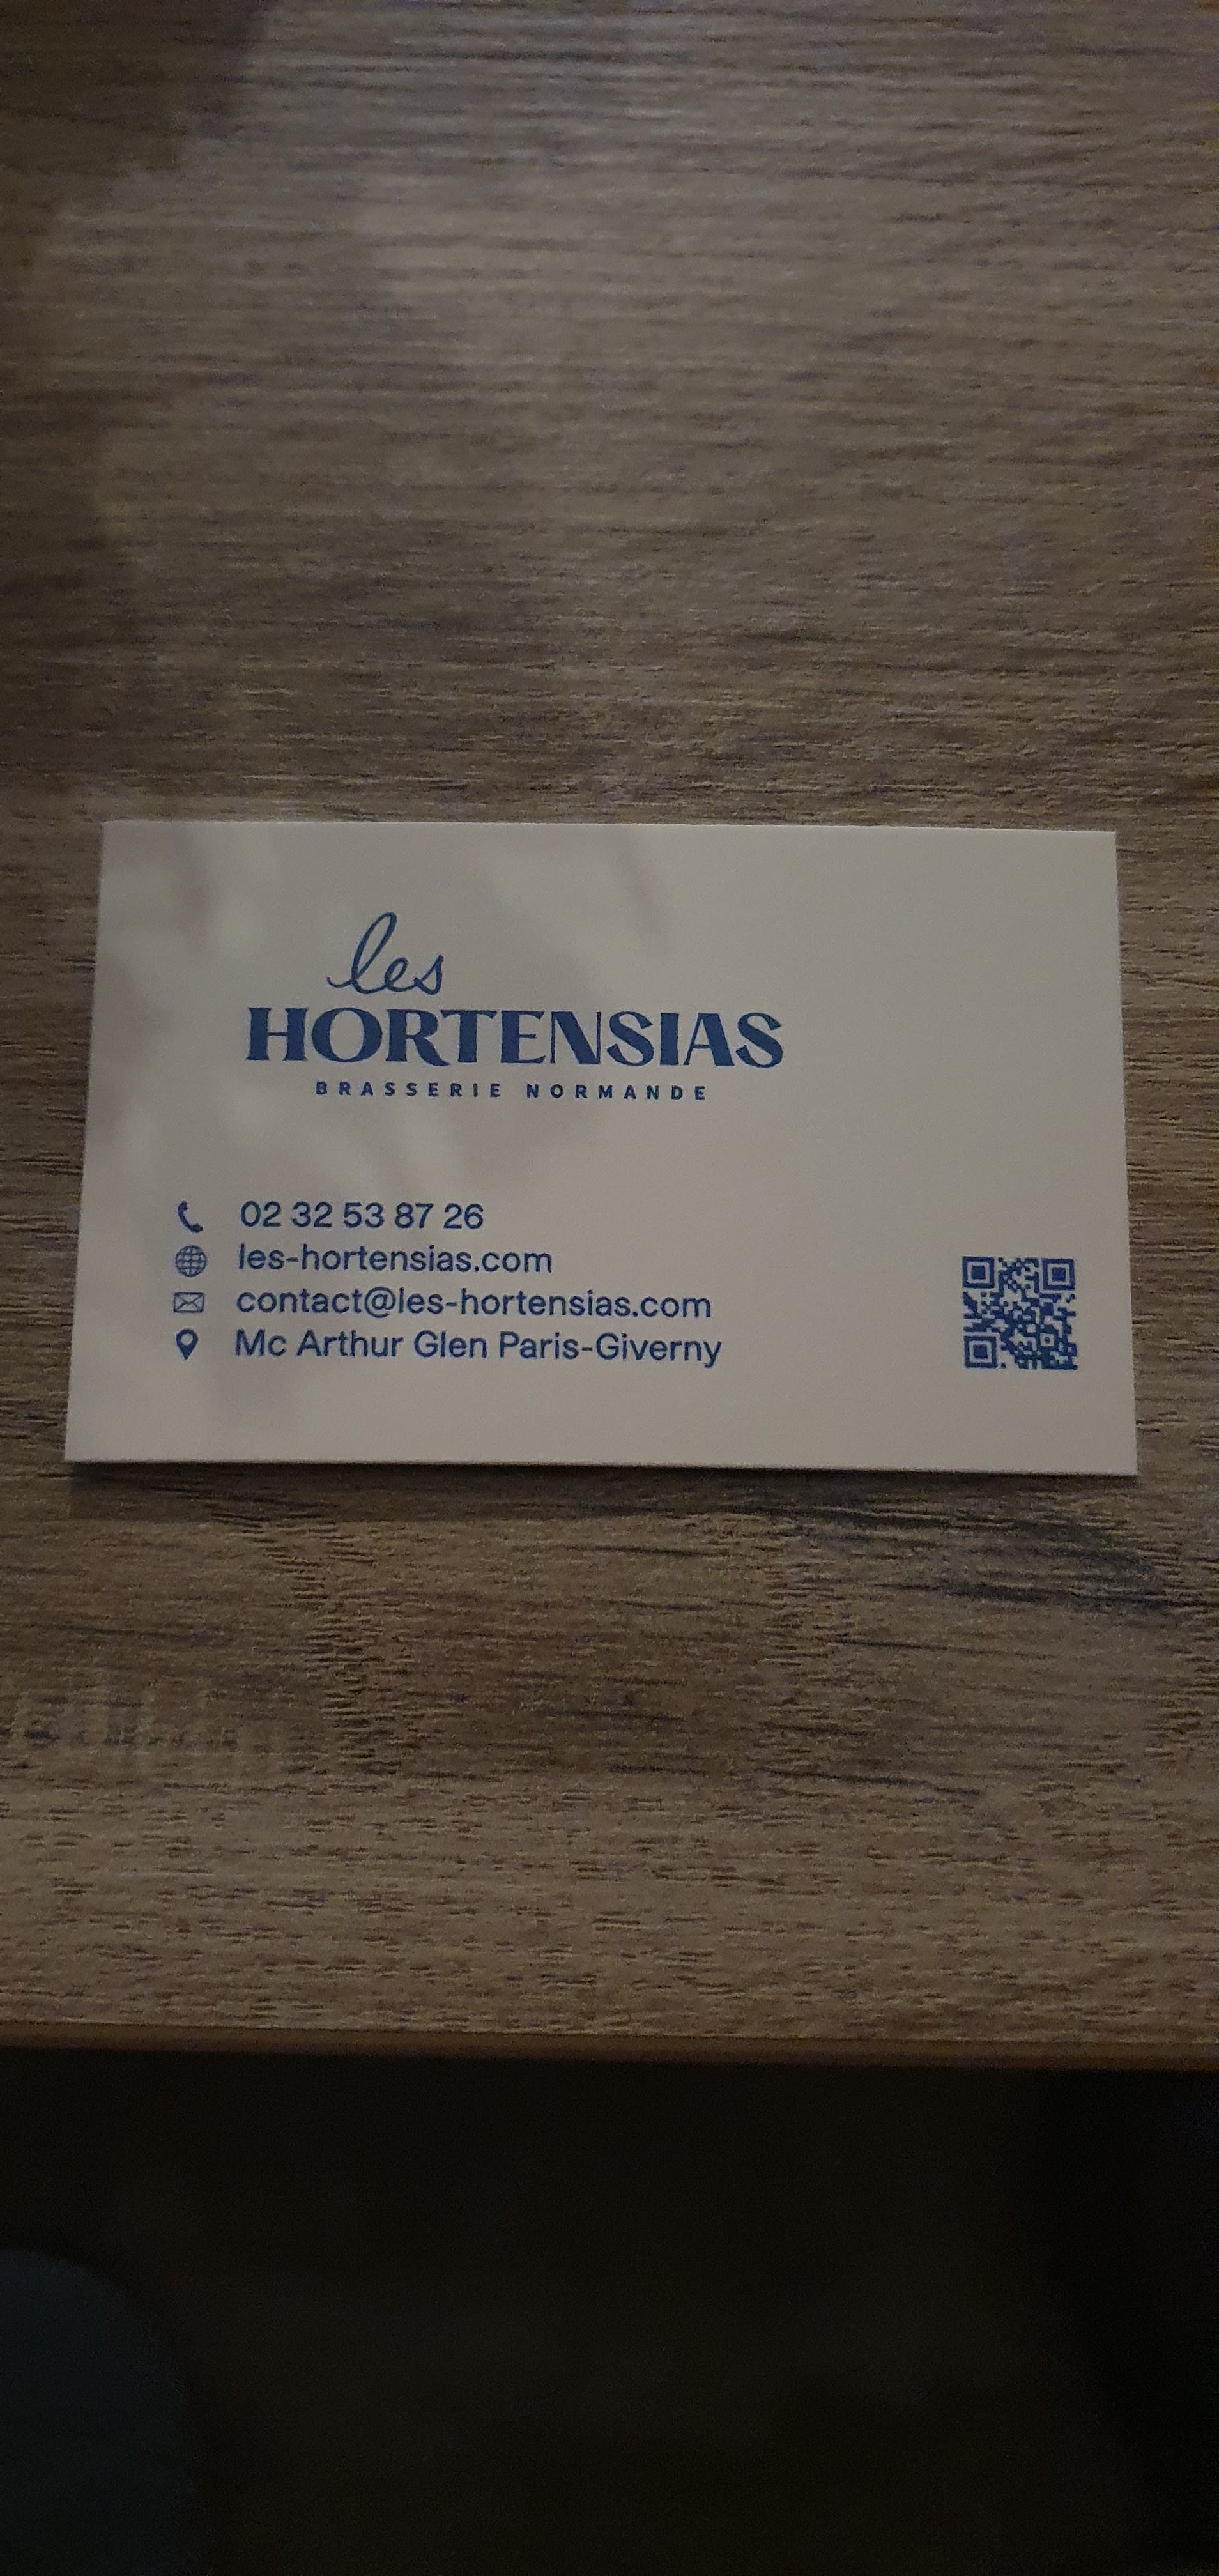 les
HORTENSIAS
BRASSERIE NORMANDE
02 32 53 87 26
les-hortensias.com
contact@les-hortensias.com
Mc Arthur Glen Paris-Giverny